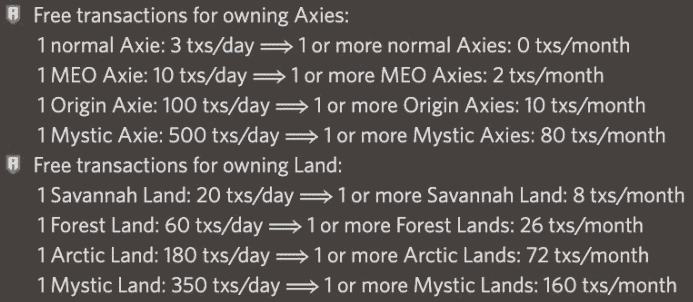 Free transactions for owning Axies:
1 normal Axie: 3 txs/day ⟹ 1 or more normal Axies: 0 txs/month
1 MEO Axie: 10 txs/day ⟹ 1 or more MEO Axies: 2 txs/month
1 Origin Axie: 100 txs/day ⟹ 1 or more Origin Axies: 10 txs/month
1 Mystic Axie: 500 txs/day ⟹ 1 or more Mystic Axies: 80 txs/month
Free transactions for owning Land:
1 Savannah Land: 20 txs/day ⟹ 1 or more Savannah Land: 8 txs/month
1 Forest Land: 60 txs/day ⟹ 1 or more Forest Lands: 26 txs/month
1 Arctic Land: 180 txs/day ⟹ 1 or more Arctic Lands: 72 txs/month
1 Mystic Land: 350 txs/day ⟹ 1 or more Mystic Lands: 160 txs/month